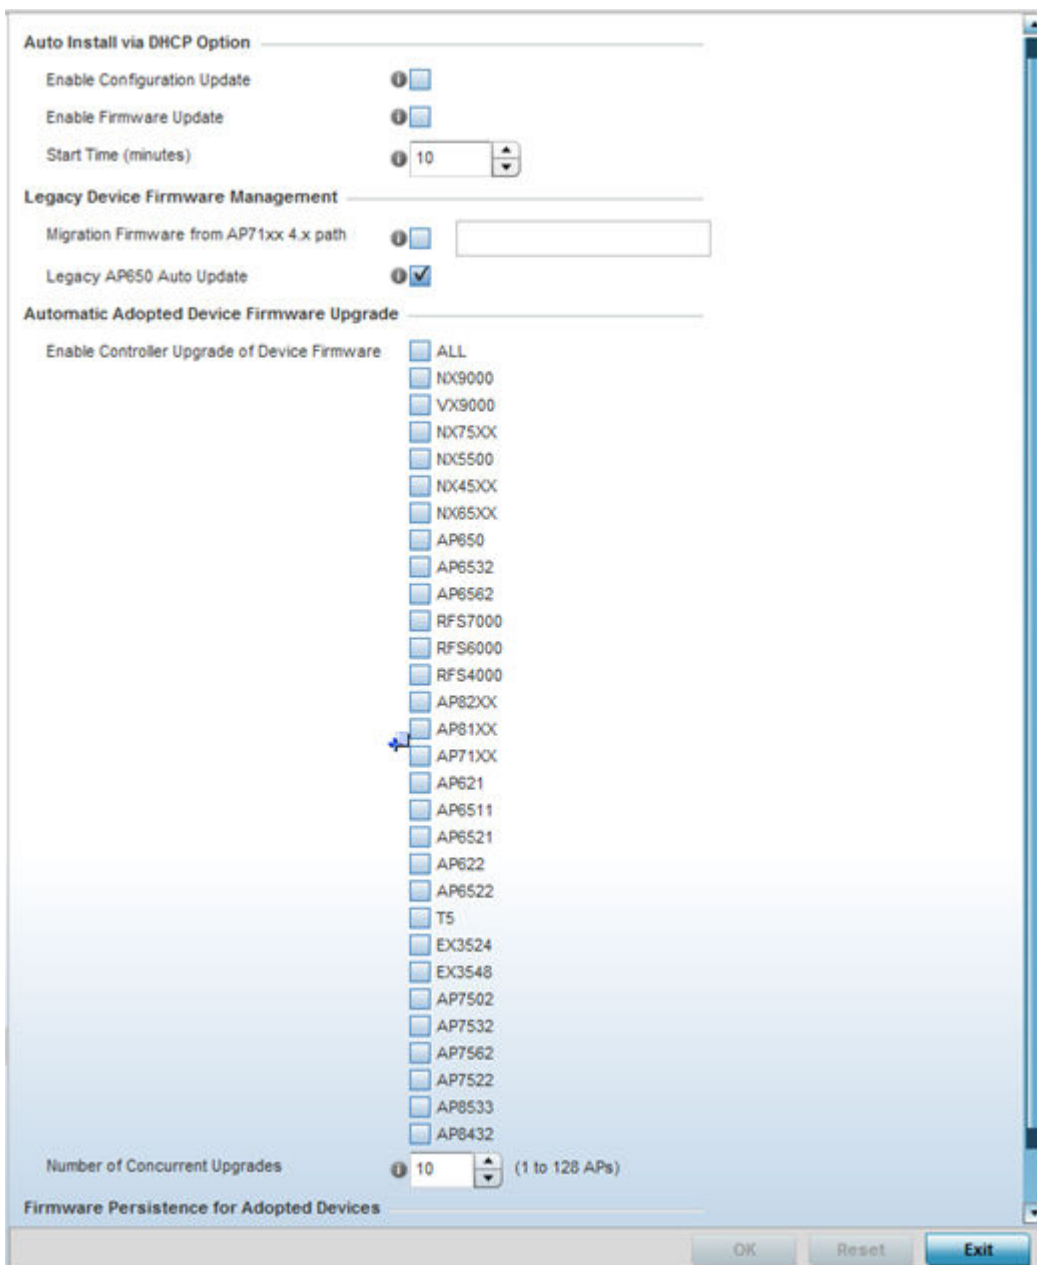 Auto Install via DHCP Option
Enable Configuration Update
Enable Firmware Update
Start Time (minutes) 10
Legacy Device Firmware Management
Migration Firmware from AP71xx 4.x path
Legacy AP650 Auto Update
Automatic Adopted Device Firmware Upgrade
Enable Controller Upgrade of Device Firmware ALL
NX9000
VX9000
NX75XX
NX5500
NX45XX
NX65XX
AP650
AP6532
AP6562
RFS7000
RFS6000
RFS4000
AP82XX
AP81XX
AP71XX
AP621
AP6511
AP6521
AP622
AP6522
T5
EX3524
EX3548
AP7502
AP7532
AP7562
AP7522
AP8533
AP8432
Number of Concurrent Upgrades 10 (1 to 128 APs)
Firmware Persistence for Adopted Devices
OK Reset Exit